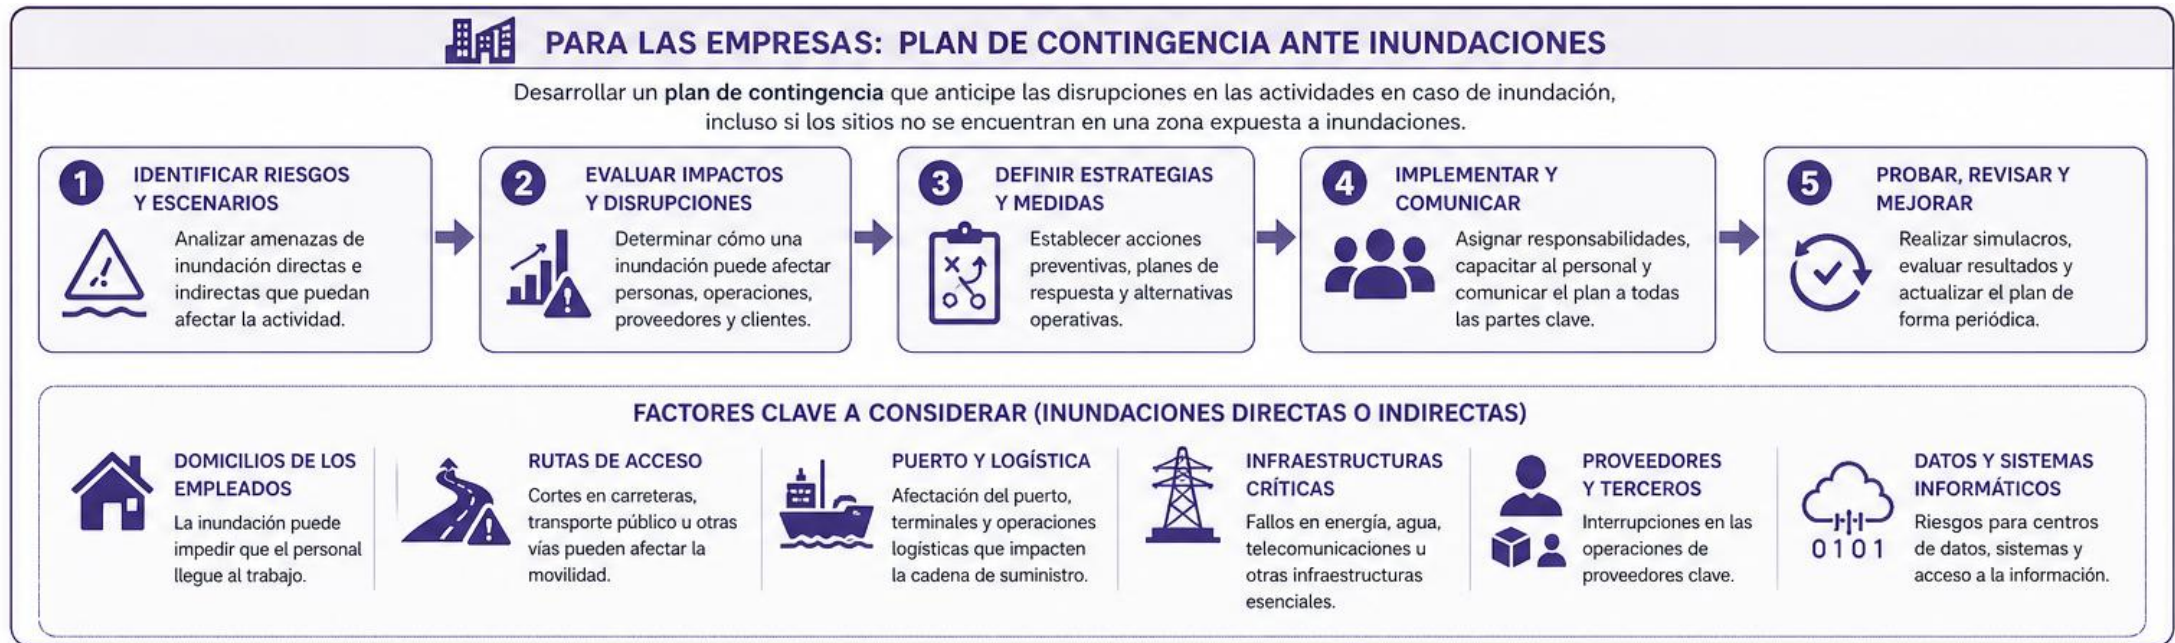 PARA LAS EMPRESAS: PLAN DE CONTINGENCIA ANTE INUNDACIONES
Desarrollar un plan de contingencia que anticipe las disrupciones en las actividades en caso de inundación,
incluso si los sitios no se encuentran en una zona expuesta a inundaciones.
1
IDENTIFICAR RIESGOS
Y ESCENARIOS
Analizar amenazas de
inundación directas e
indirectas que puedan
afectar la actividad.
2
EVALUAR IMPACTOS
Y DISRUPCIONES
Determinar cómo una
inundación puede afectar
personas, operaciones,
proveedores y clientes.
3
DEFINIR ESTRATEGIAS
Y MEDIDAS
Establecer acciones
preventivas, planes de
respuesta y alternativas
operativas.
4
IMPLEMENTAR Y
COMUNICAR
Asignar responsabilidades,
capacitar al personal y
comunicar el plan a todas
las partes clave.
5
PROBAR, REVISAR Y
MEJORAR
Realizar simulacros,
evaluar resultados y
actualizar el plan de
forma periódica.
FACTORES CLAVE A CONSIDERAR (INUNDACIONES DIRECTAS O INDIRECTAS)
DOMICILIOS DE LOS
EMPLEADOS
La inundación puede
impedir que el personal
llegue al trabajo.
RUTAS DE ACCESO
Cortes en carreteras,
transporte público u otras
vías pueden afectar la
movilidad.
PUERTO Y LOGÍSTICA
Afectación del puerto,
terminales y operaciones
logísticas que impacten
la cadena de suministro.
INFRAESTRUCTURAS
CRÍTICAS
Fallos en energía, agua,
telecomunicaciones u
otras infraestructuras
esenciales.
PROVEEDORES
Y TERCEROS
Interrupciones en las
operaciones de
proveedores clave.
0101
DATOS Y SISTEMAS
INFORMÁTICOS
Riesgos para centros
de datos, sistemas y
acceso a la información.